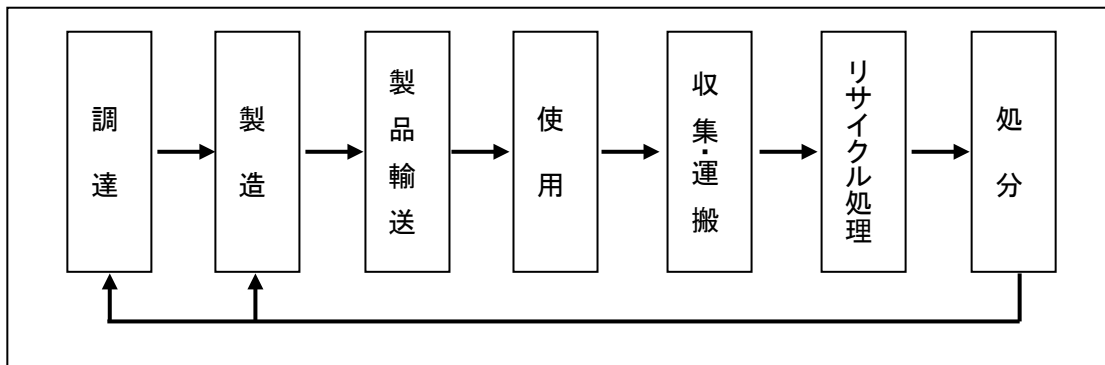 調達
製造
製品輸送
使用
収集・運搬
リサイクル処理
処分